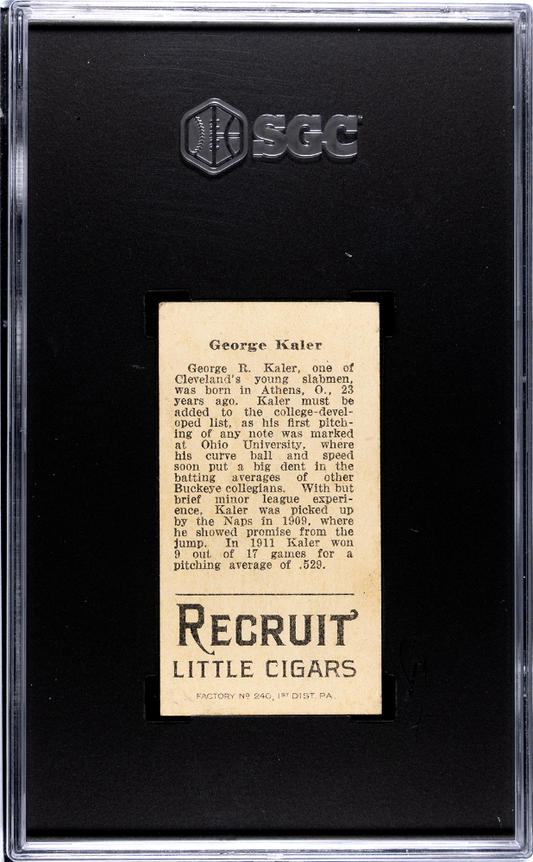 SGC
George Kaler
George R. Kaler, one of
Cleveland's young slabmen,
was born in Athens, O., 23
years ago. Kaler must be
added to the college-devel-
oped list, as his first pitch-
ing of any note was marked
at Ohio University, where
his curve ball and speed
soon put a big dent in the
batting averages of other
Buckeye collegians. With but
brief minor league experi-
ence, Kaler was picked up
by the Naps in 1909, where
he showed promise from the
jump. In 1911 Kaler won
9 out of 17 games for a
pitching average of .529.
RECRUIT
LITTLE CIGARS
FACTORY Nº 240, 1ST DIST. PA.